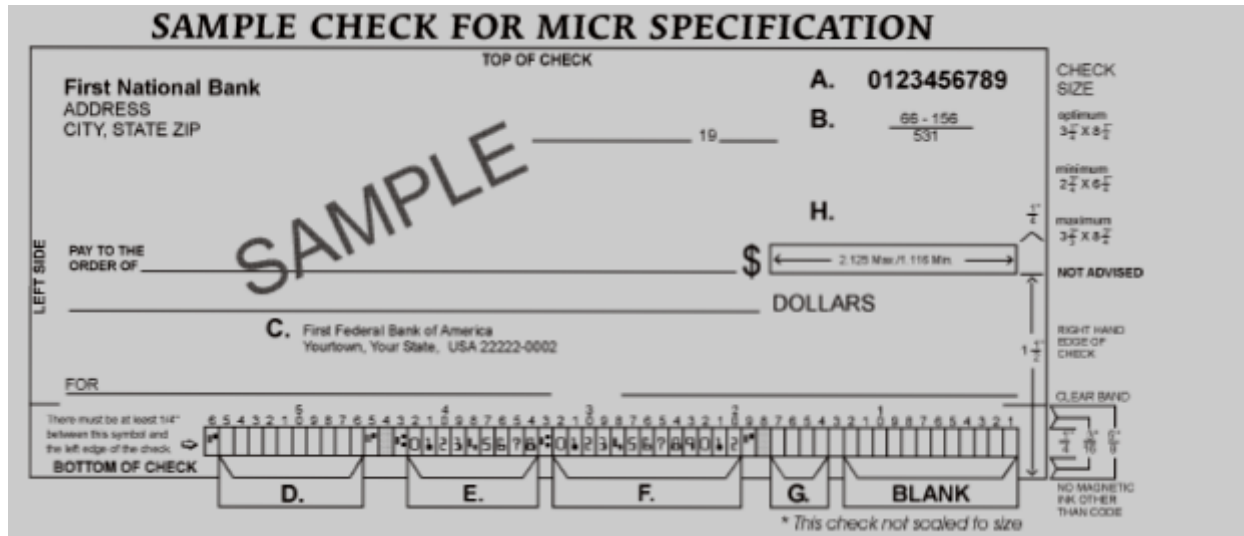 SAMPLE CHECK FOR MICR SPECIFICATION
TOP OF CHECK
First National Bank
ADDRESS
CITY, STATE ZIP
A. 0123456789
B. 66 - 156
531
19
SAMPLE
H.
CHECK
SIZE
optimum
minimum
maximum
NOT ADVISED
LEFT SIDE
PAY TO THE
ORDER OF
$
2.125 Max./1.116 Min.
DOLLARS
C. First Federal Bank of America
Yourtown, Your State, USA 22222-0002
RIGHT HAND
EDGE OF
CHECK
FOR
CLEAR BAND
There must be at least 1/4"
between this symbol and
the left edge of the check.
BOTTOM OF CHECK
012345678
0123456789012
D.
E.
F.
G.
BLANK
NO MAGNETIC
INK OTHER
THAN CODE
* This check not scaled to size